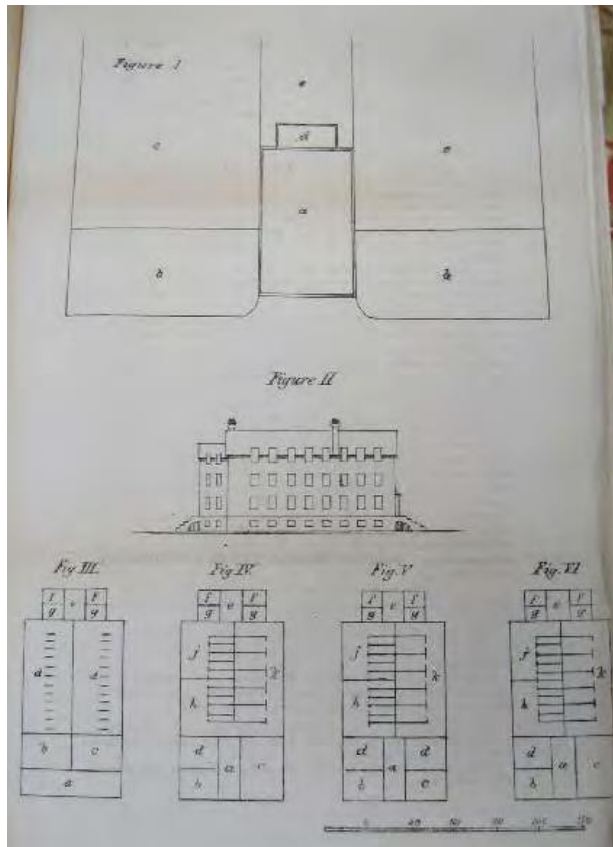 Figure I
e
d
c
e
a
b
k
Figure II
Fig. III.
Fig. IV.
Fig. V
Fig. VI
f e f
g g
f e f
g g
f e f
g g
f e f
g g
d d
j k
h
j k
h
j k
h
b c
a
d a c
b
d a d
b c
d a c
b